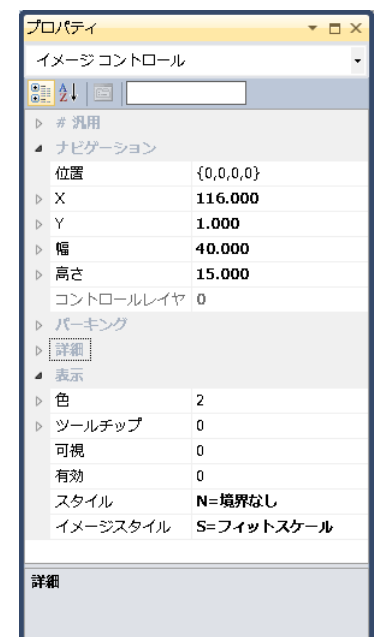 プロパティ
イメージ コントロール
# 汎用
ナビゲーション
位置 {0,0,0,0}
X 116.000
Y 1.000
幅 40.000
高さ 15.000
コントロールレイヤ 0
パーキング
詳細
表示
色 2
ツールチップ 0
可視 0
有効 0
スタイル N=境界なし
イメージスタイル S=フィットスケール
詳細